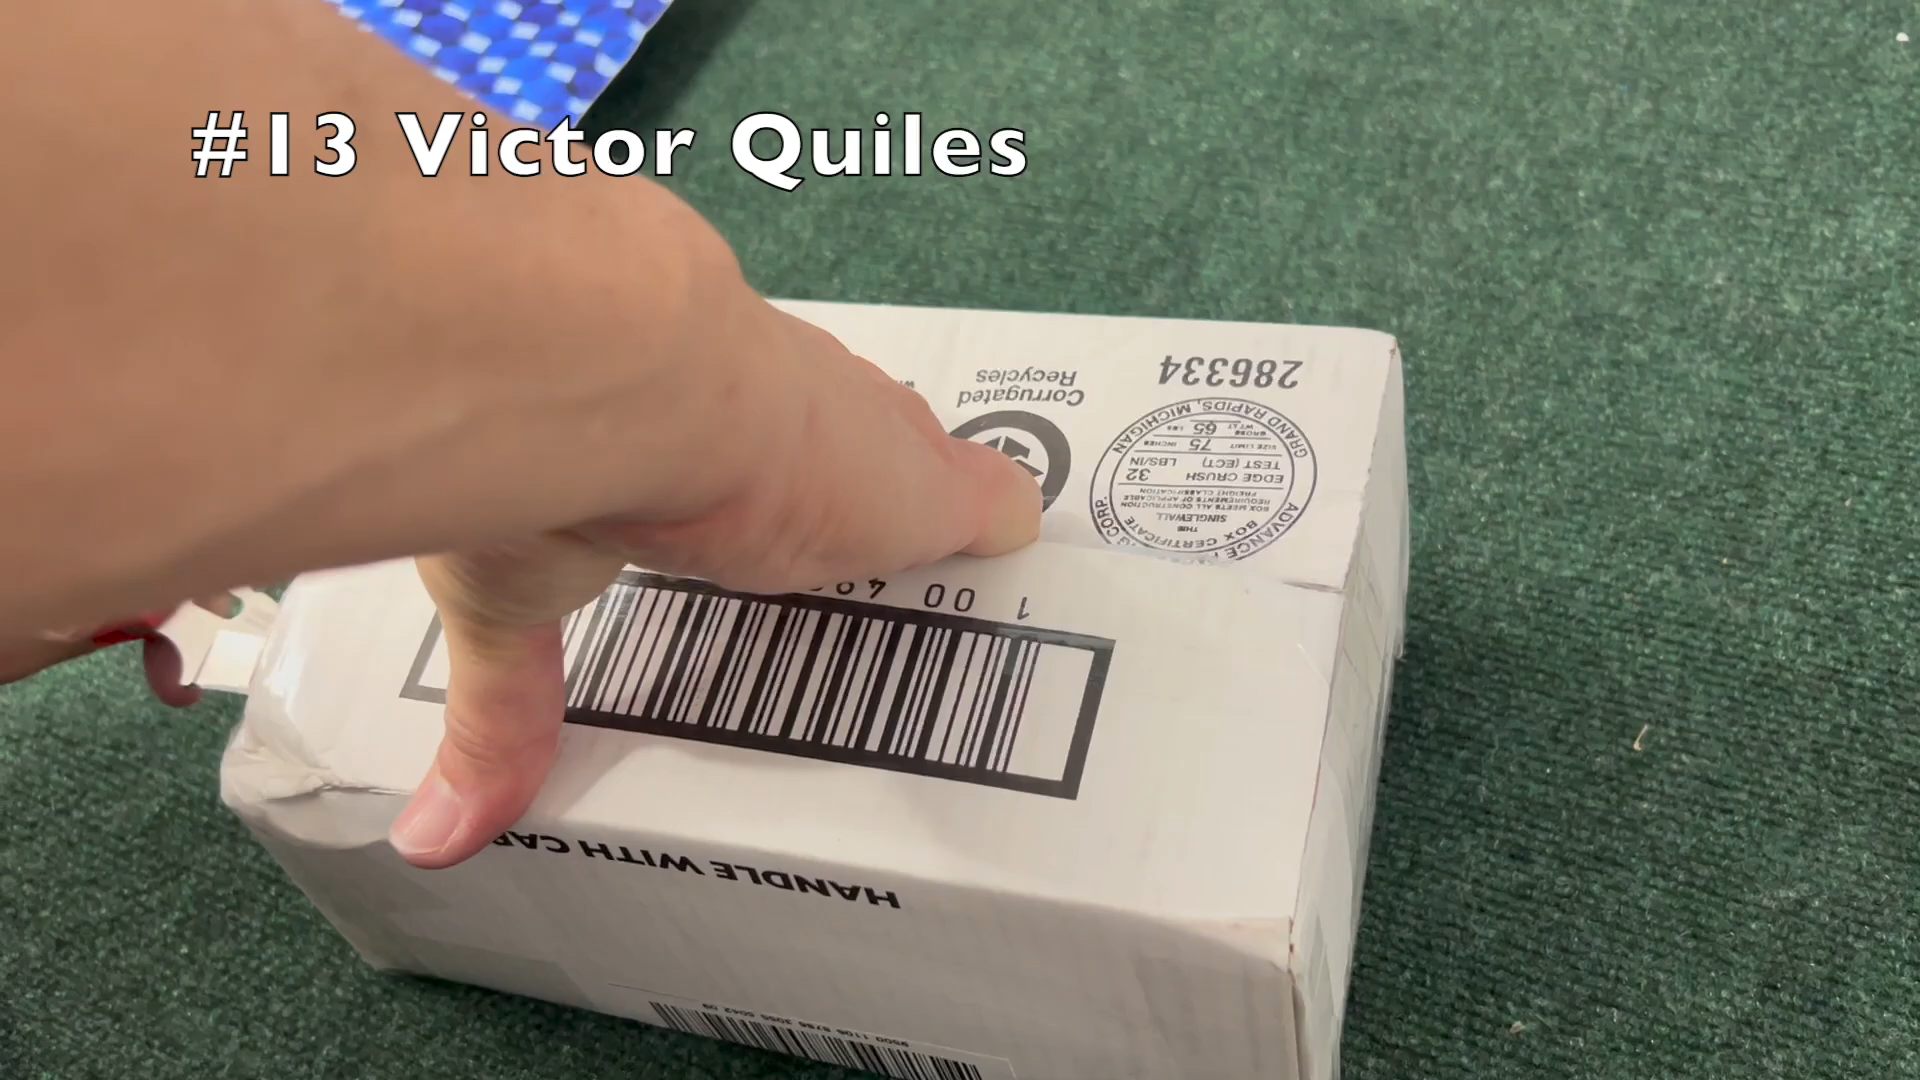 #13 Victor Quiles
286334
Corrugated
Recycles
GRAND RAPIDS, MICHIGAN
GROSS WT LT 65 LBS
SIZE LIMIT 75 INCHES
EDGE CRUSH TEST (ECT) 32 LBS/IN
BOX MEETS ALL CONSTRUCTION
REQUIREMENTS OF APPLICABLE
FREIGHT CLASSIFICATION
THIS
SINGLEWALL
BOX CERTIFICATE
ADVANCE
CORP.
1 00
HANDLE WITH